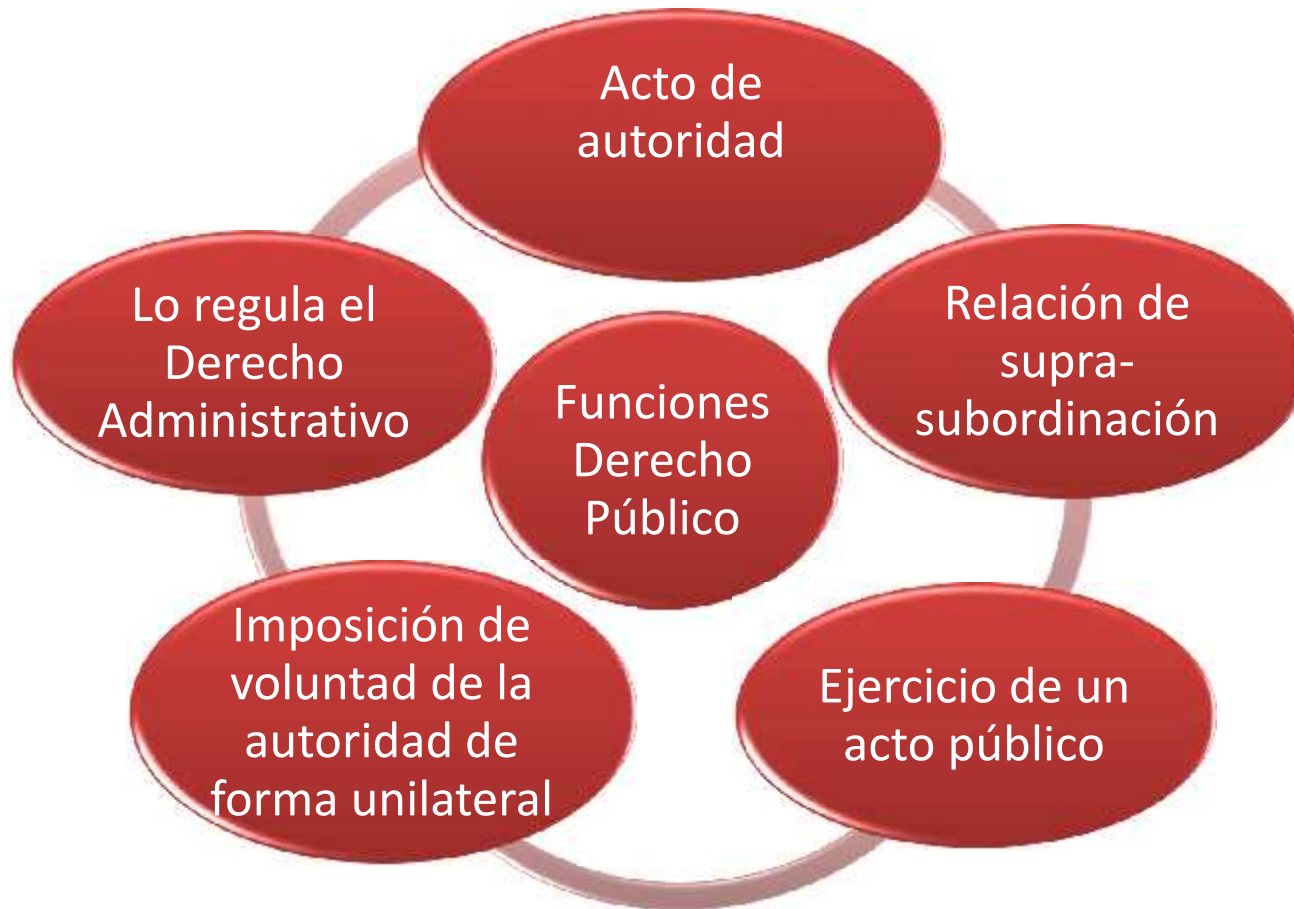 Acto de
autoridad
Relación de
supra-
subordinación
Ejercicio de un
acto público
Imposición de
voluntad de la
autoridad de
forma unilateral
Lo regula el
Derecho
Administrativo
Funciones
Derecho
Público